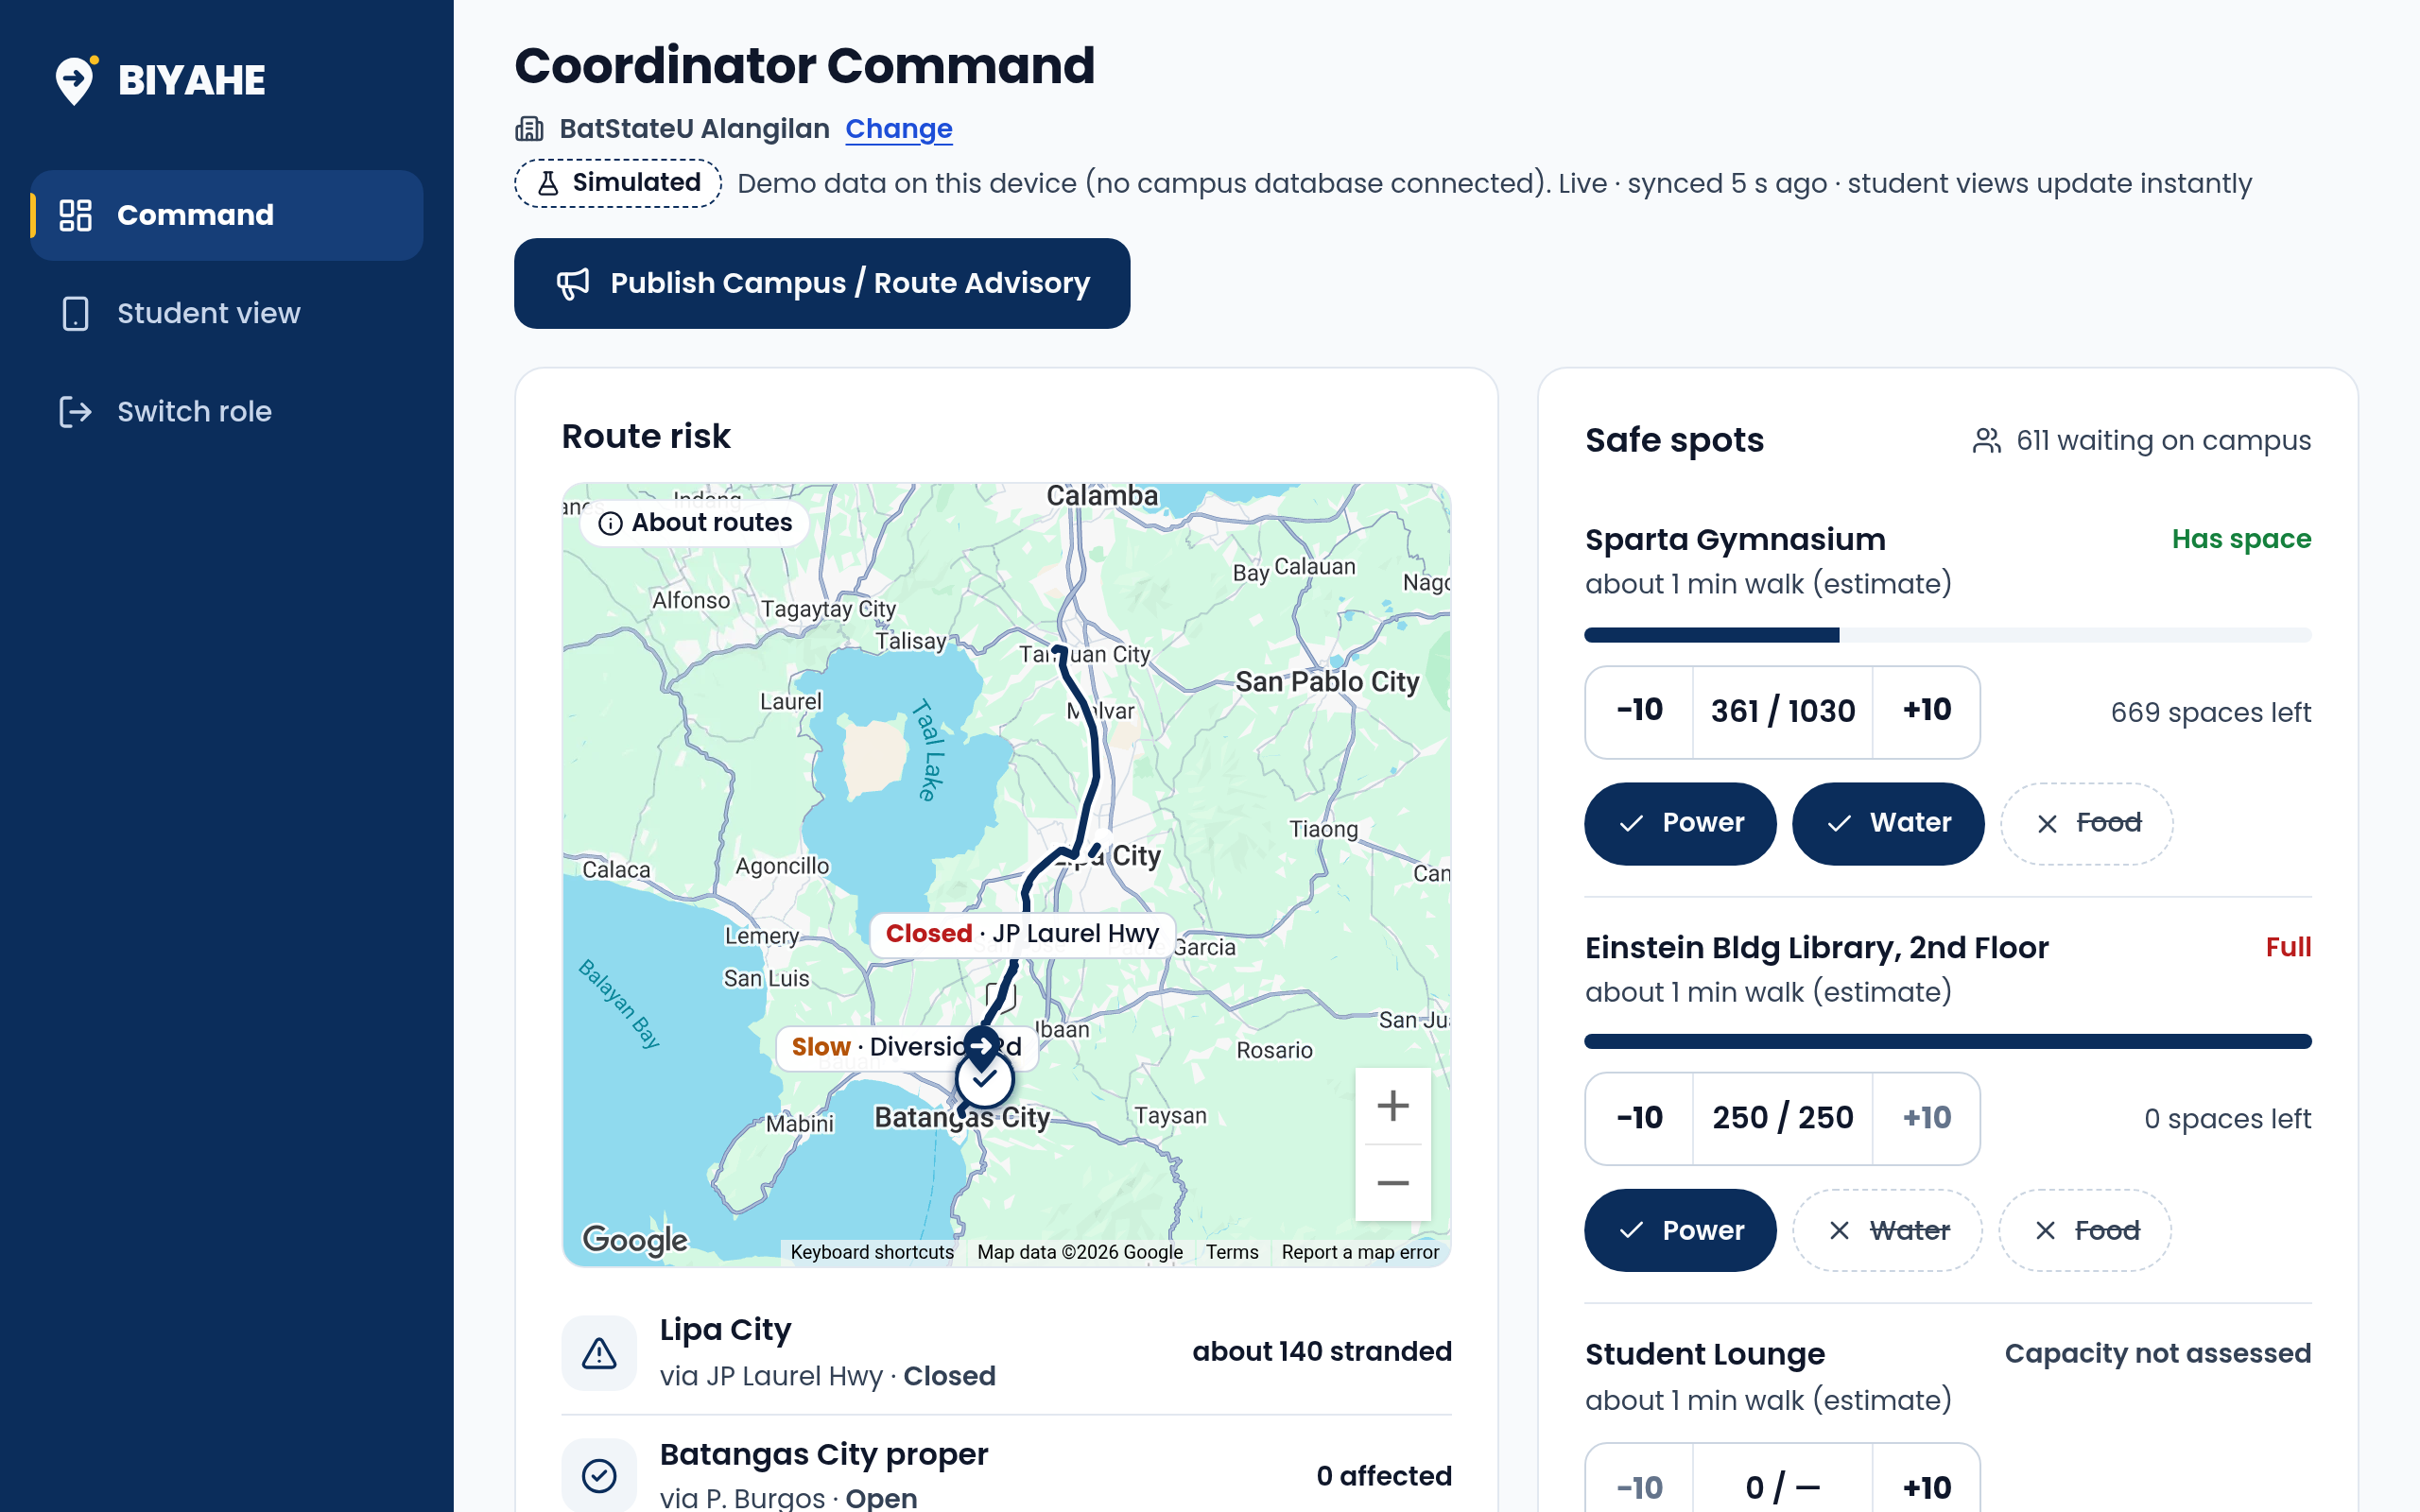 BIYAHE
Command
Student view
Switch role
Coordinator Command
BatStateU Alangilan Change
Simulated Demo data on this device (no campus database connected). Live · synced 5 s ago · student views update instantly
Publish Campus / Route Advisory
Route risk
About routes
Calamba
Bay Calauan
Alfonso
Tagaytay City
Talisay
San Pablo City
Laurel
Taal Lake
Tiaong
Calaca
Agoncillo
City
Closed · JP Laurel Hwy
Garcia
Lemery
San Luis
Balayan Bay
Ibaan
Slow ·
Rosario
Batangas City
Taysan
Mabini
Google
Keyboard shortcuts Map data ©2026 Google Terms Report a map error
Lipa City
via JP Laurel Hwy · Closed
about 140 stranded
Batangas City proper
via P. Burgos · Open
0 affected
Safe spots
611 waiting on campus
Sparta Gymnasium
Has space
about 1 min walk (estimate)
-10 361 / 1030 +10
669 spaces left
Power Water Food
Einstein Bldg Library, 2nd Floor
Full
about 1 min walk (estimate)
-10 250 / 250 +10
0 spaces left
Power Water Food
Student Lounge
Capacity not assessed
about 1 min walk (estimate)
-10 0 / — +10